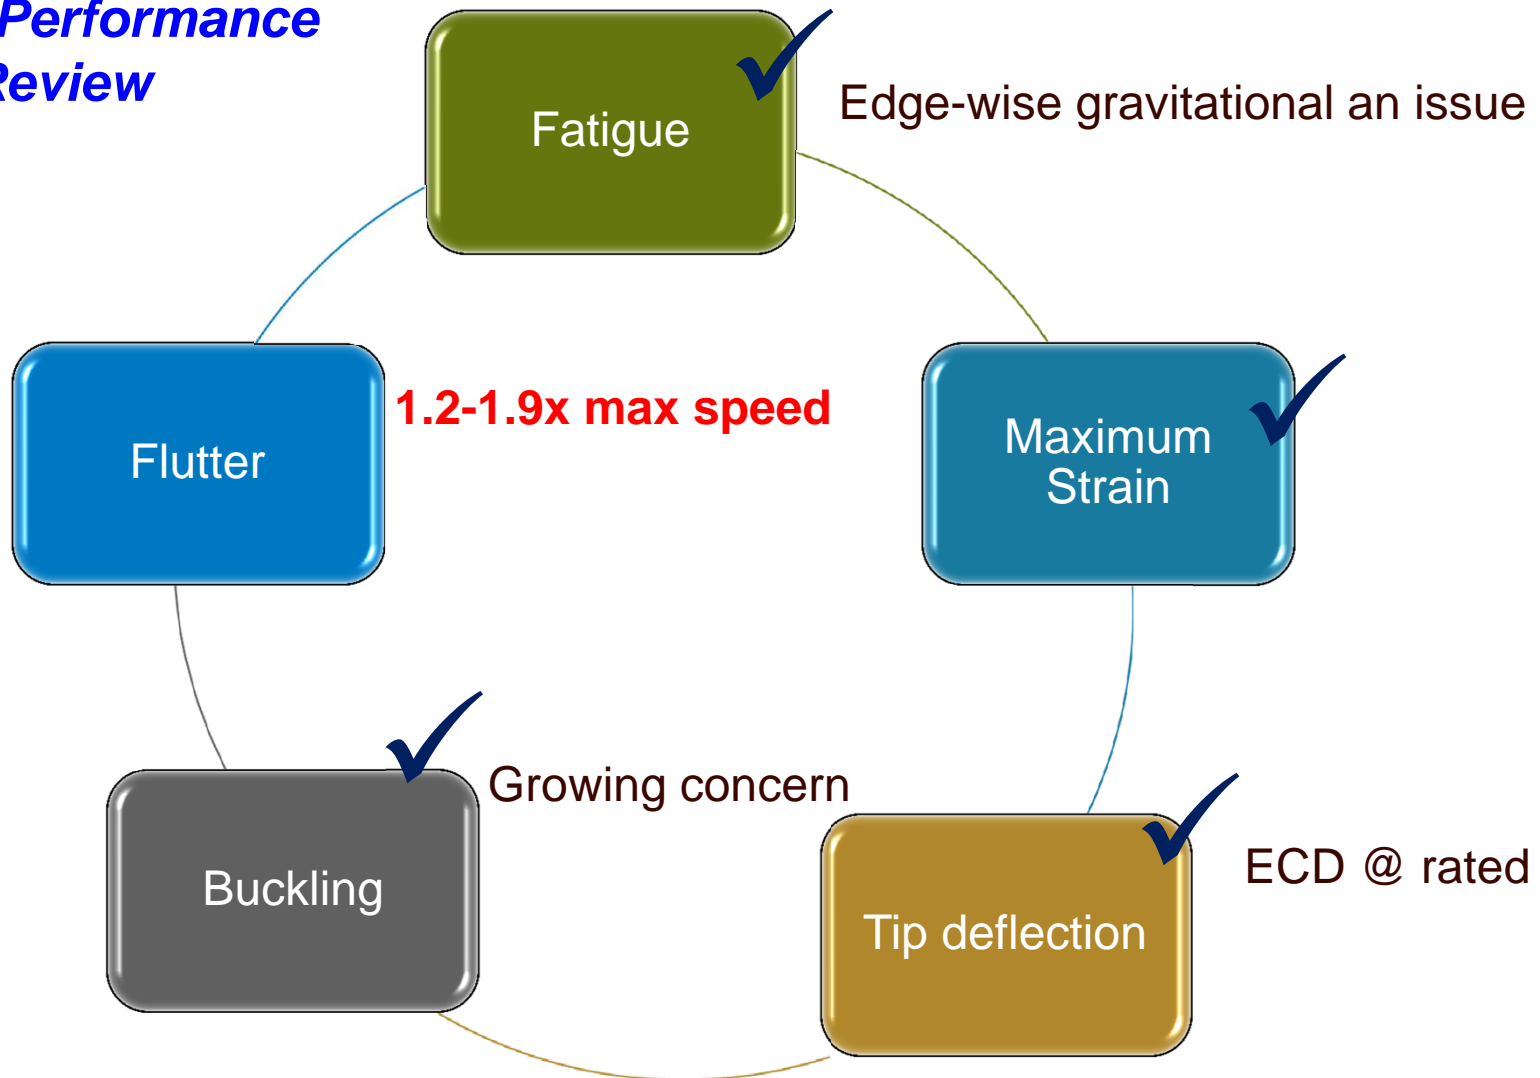 Performance
Review
Fatigue
Edge-wise gravitational an issue
Flutter
1.2-1.9x max speed
Maximum
Strain
Buckling
Growing concern
Tip deflection
ECD @ rated